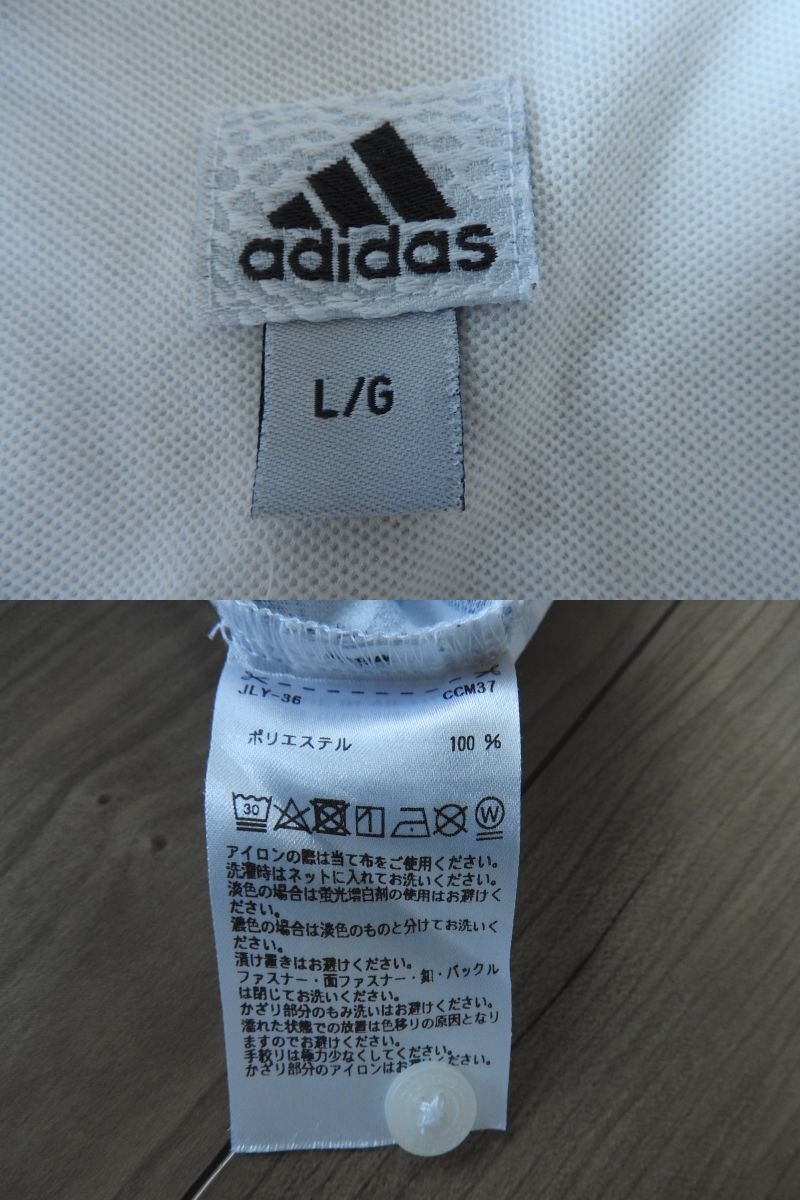 adidas
L/G
JLY-36 CCM37
ポリエステル 100 %
30 W
アイロンの際は当て布をご使用ください。
洗濯時はネットに入れてお洗いください。
淡色の場合は蛍光増白剤の使用はお避けく
ださい。
濃色の場合は淡色のものと分けてお洗いく
ださい。
漬け置きはお避けください。
ファスナー・面ファスナー・釦・バックル
は閉じてお洗いください。
かざり部分のもみ洗いはお避けください。
濡れた状態での放置は色移りの原因となり
ますのでお避けください。
手絞りは極力少なくしてください。
かざり部分のアイロンはお避け